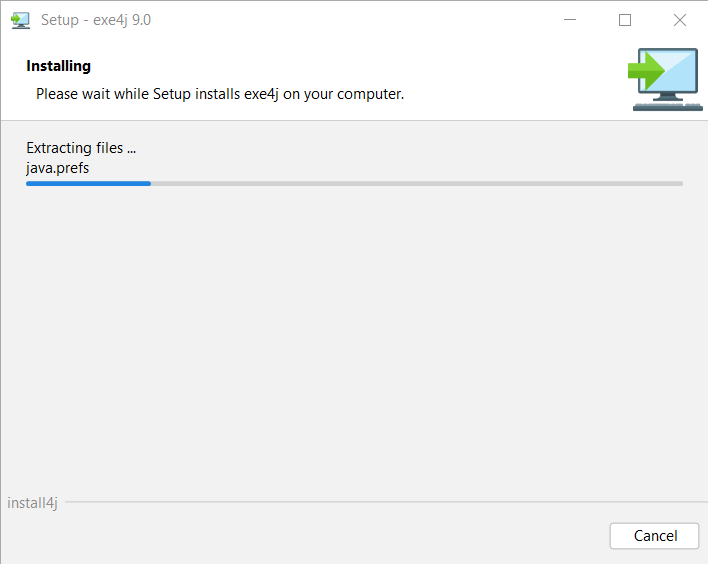 Setup - exe4j 9.0
Installing
Please wait while Setup installs exe4j on your computer.
Extracting files ...
java.prefs
install4j
Cancel